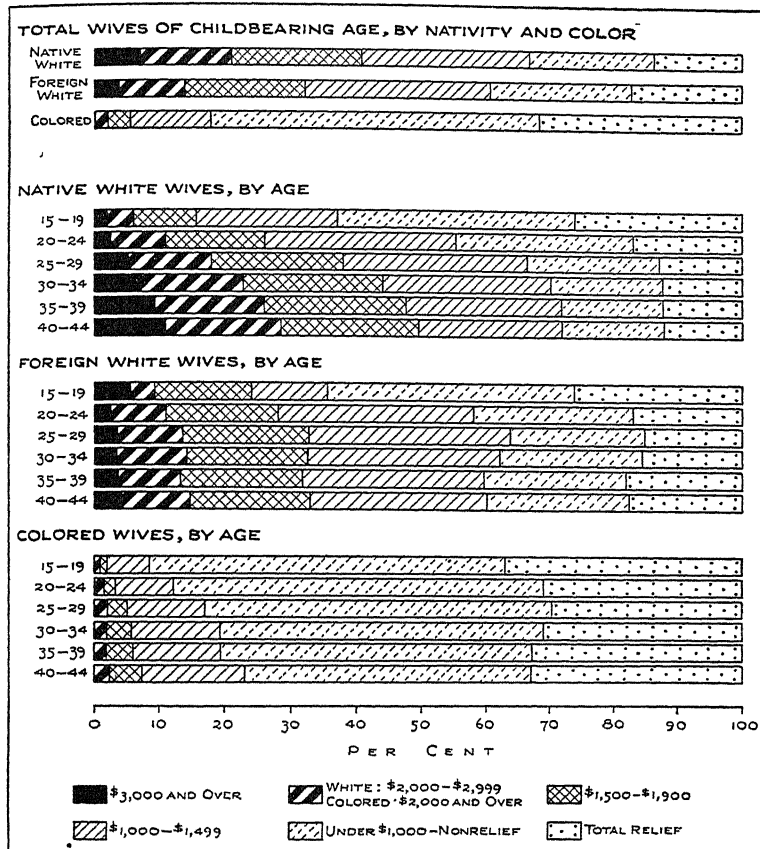 TOTAL WIVES OF CHILDBEARING AGE, BY NATIVITY AND COLOR
NATIVE
WHITE
FOREIGN
WHITE
COLORED
NATIVE WHITE WIVES, BY AGE
15-19
20-24
25-29
30-34
35-39
40-44
FOREIGN WHITE WIVES, BY AGE
15-19
20-24
25-29
30-34
35-39
40-44
COLORED WIVES, BY AGE
15-19
20-24
25-29
30-34
35-39
40-44
0 10 20 30 40 50 60 70 80 90 100
PER CENT
$3,000 AND OVER
WHITE: $2,000-$2,999
COLORED: $2,000 AND OVER
$1,500-$1,900
$1,000-$1,499
UNDER $1,000-NONRELIEF
TOTAL RELIEF